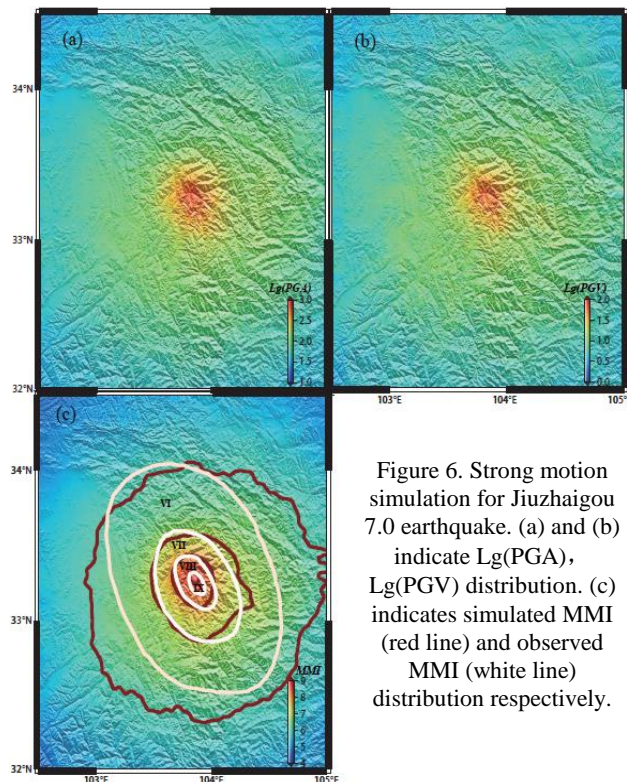 (a)
(b)
34°N
33°N
32°N
Lg(PGA)
3.0
2.5
2.0
1.5
1.0
Lg(PGV)
2.0
1.5
1.0
0.5
0.0
103°E
104°E
105°E
(c)
34°N
33°N
32°N
VI
VII
VIII
IX
MMI
9
8
7
6
5
4
103°E
104°E
105°E
Figure 6. Strong motion
simulation for Jiuzhaigou
7.0 earthquake. (a) and (b)
indicate Lg(PGA),
Lg(PGV) distribution. (c)
indicates simulated MMI
(red line) and observed
MMI (white line)
distribution respectively.